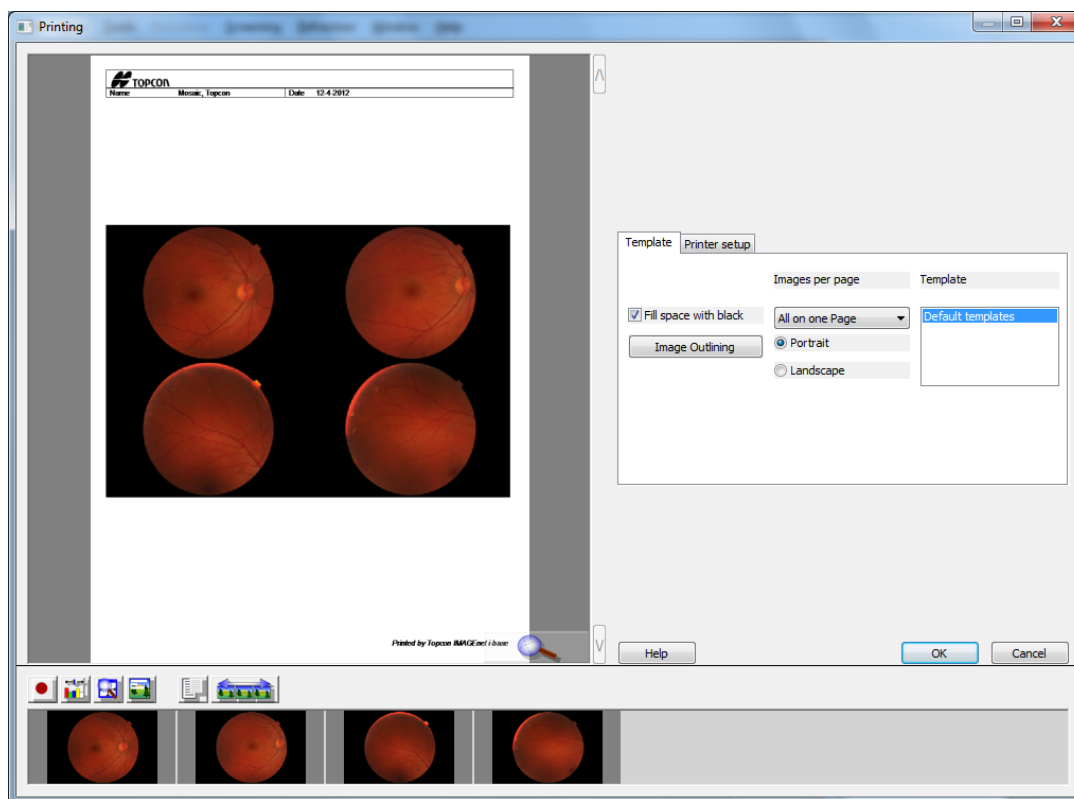 Printing
TOPCON
Name Mosaic, Topcon Date 12-4-2012
Template Printer setup
Images per page Template
Fill space with black All on one Page Default templates
Image Outlining Portrait
Landscape
Printed by Topcon IMAGEnet i-base
Help OK Cancel